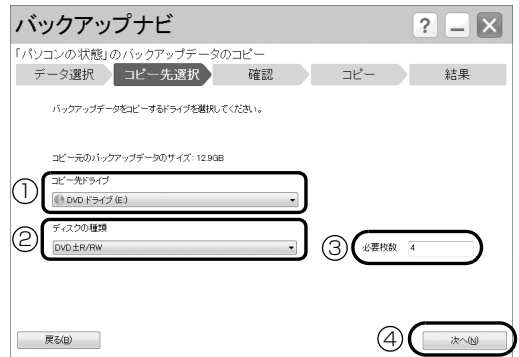 バックアップナビ
?
「パソコンの状態」のバックアップデータのコピー
データ選択 コピー先選択 確認 コピー 結果
バックアップデータをコピーするドライブを選択してください。
コピー元のバックアップデータのサイズ: 12.9GB
① コピー先ドライブ
DVD ドライブ (E:)
② ディスクの種類
DVD±R/RW
③ 必要枚数 4
戻る(B)
④ 次へ(N)